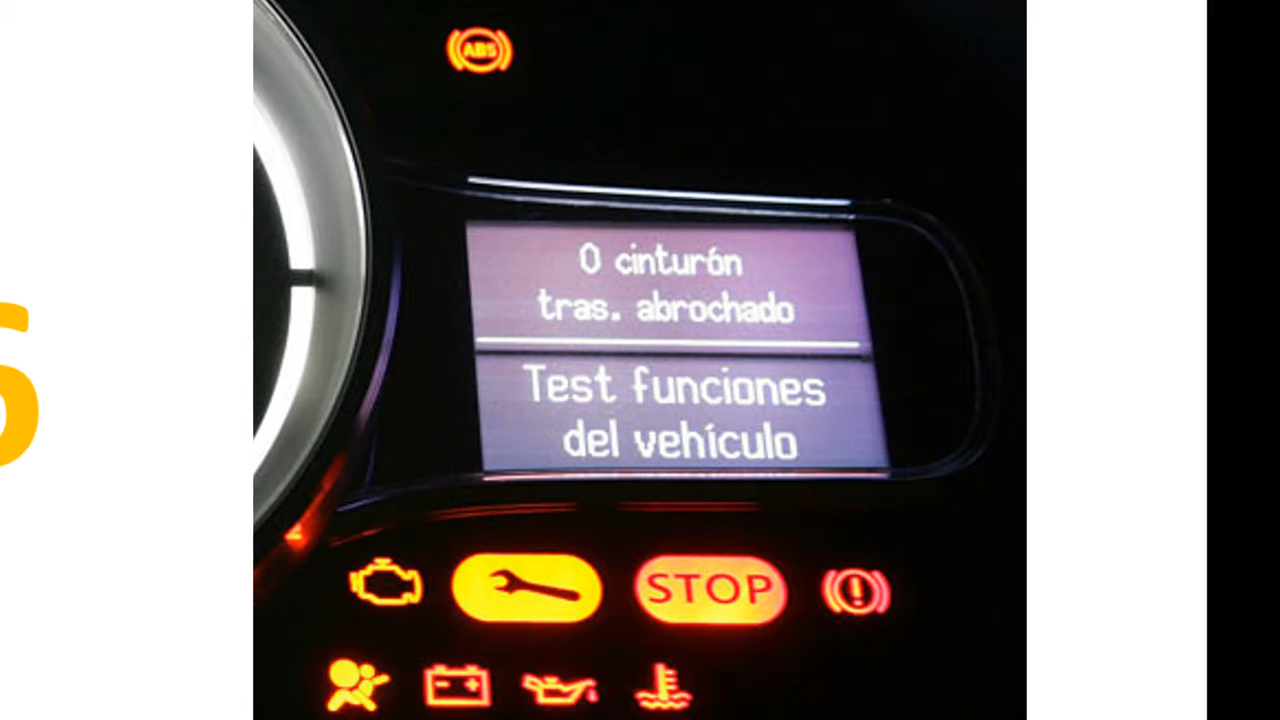 ABS
0 cinturón
tras. abrochado
Test funciones
del vehículo
STOP